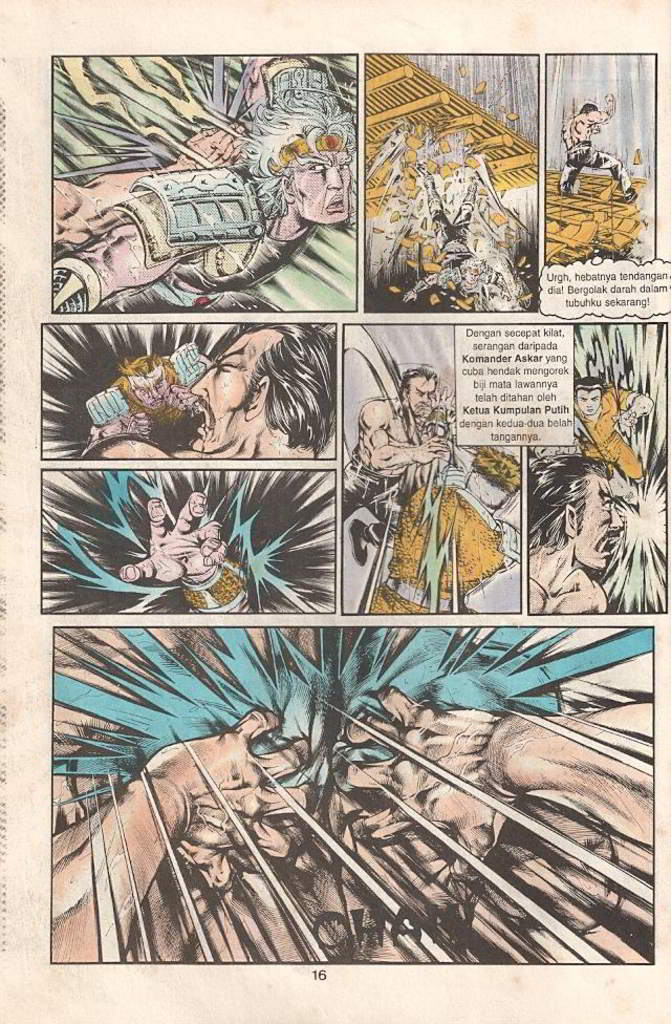 Urgh, hebatnya tendangan
dia! Bergolak darah dalam
tubuhku sekarang!
Dengan secepat kilat,
serangan daripada
Komander Askar yang
cuba hendak mengorek
biji mata lawannya
telah ditahan oleh
Ketua Kumpulan Putih
dengan kedua-dua belah
tangannya.
16